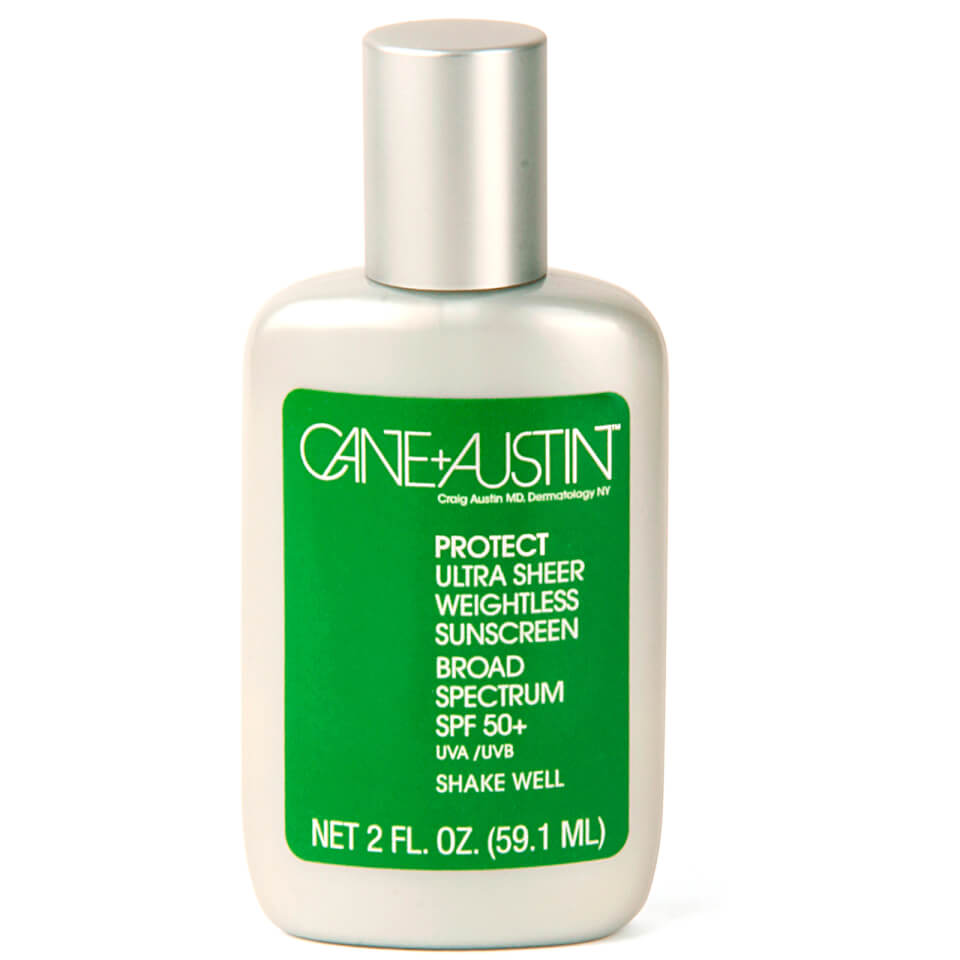 CANE+AUSTIN™
Craig Austin MD, Dermatology NY
PROTECT
ULTRA SHEER
WEIGHTLESS
SUNSCREEN
BROAD
SPECTRUM
SPF 50+
UVA /UVB
SHAKE WELL
NET 2 FL. OZ. (59.1 ML)